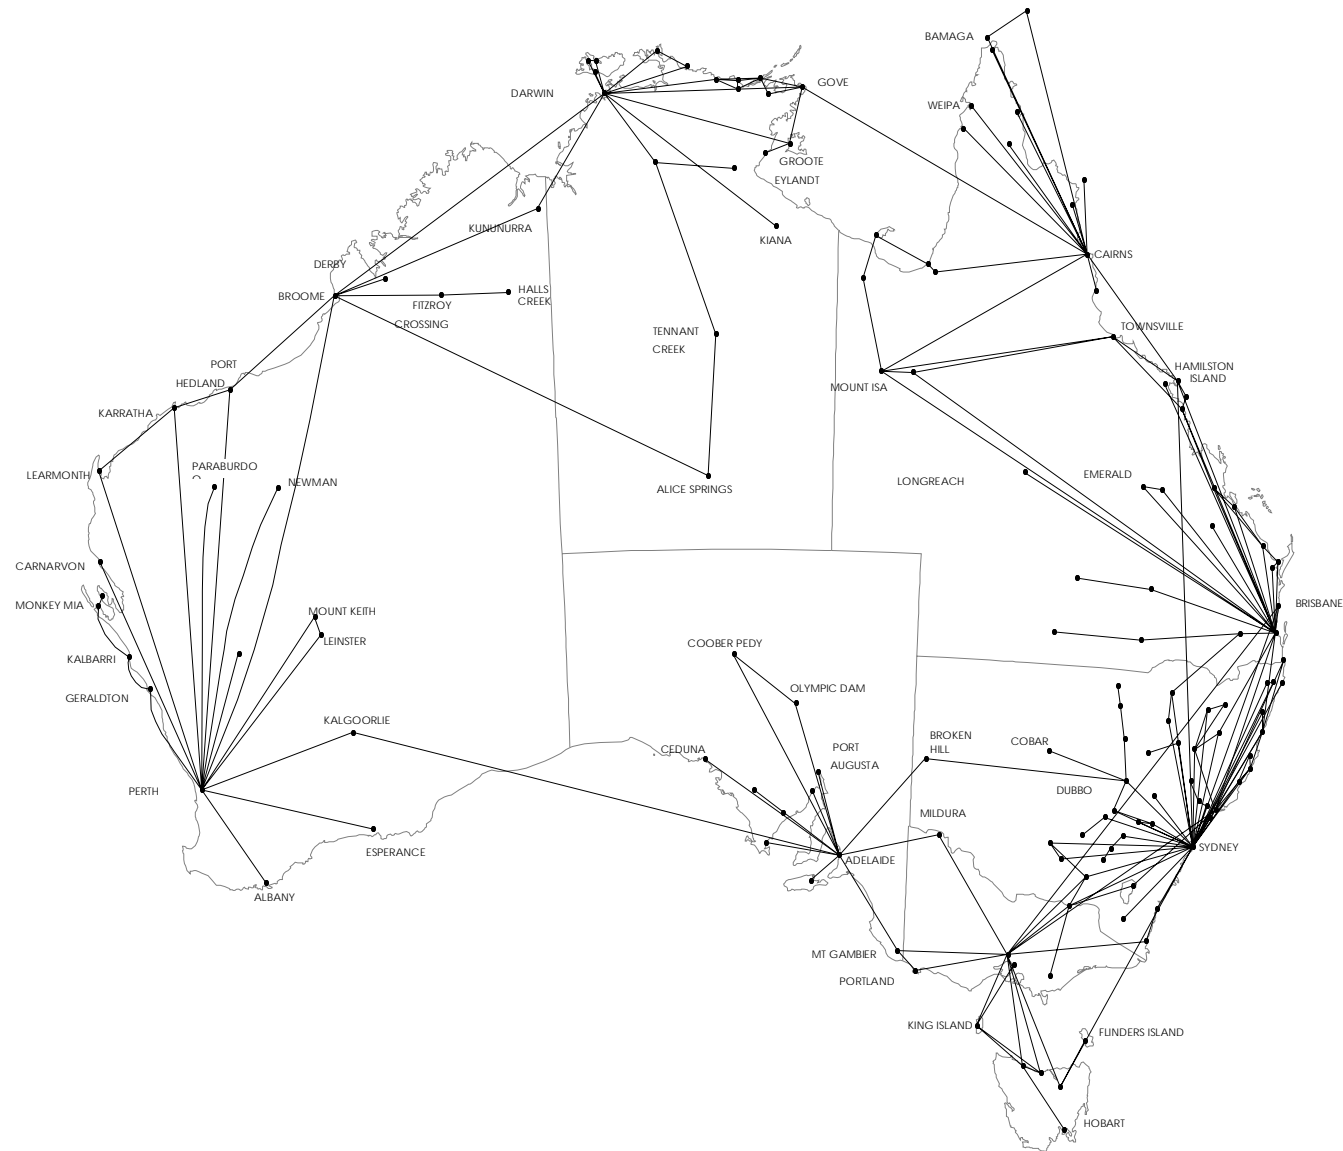 BAMAGA
DARWIN
GOVE
WEIPA
GROOTE
EYLANDT
KUNUNURRA
KIANA
CAIRNS
DERBY
BROOME
FITZROY
CROSSING
HALLS
CREEK
TENNANT
CREEK
TOWNSVILLE
PORT
HEDLAND
HAMILSTON
ISLAND
MOUNT ISA
KARRATHA
LEARMONTH
PARABURDO
O
NEWMAN
ALICE SPRINGS
LONGREACH
EMERALD
CARNARVON
MONKEY MIA
BRISBANE
MOUNT KEITH
LEINSTER
COOBER PEDY
KALBARRI
OLYMPIC DAM
GERALDTON
KALGOORLIE
CEDUNA
PORT
AUGUSTA
BROKEN
HILL
COBAR
PERTH
DUBBO
MILDURA
ESPERANCE
ADELAIDE
SYDNEY
ALBANY
MT GAMBIER
PORTLAND
KING ISLAND
FLINDERS ISLAND
HOBART